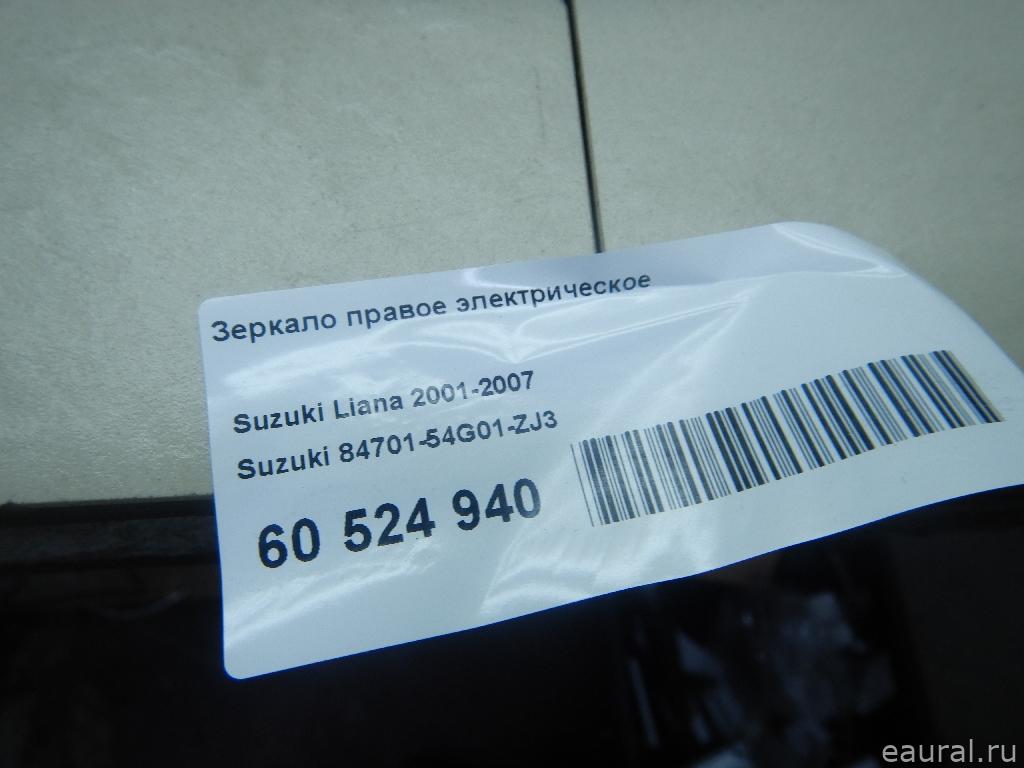 Зеркало правое электрическое
Suzuki Liana 2001-2007
Suzuki 84701-54G01-ZJ3
60 524 940
eaural.ru